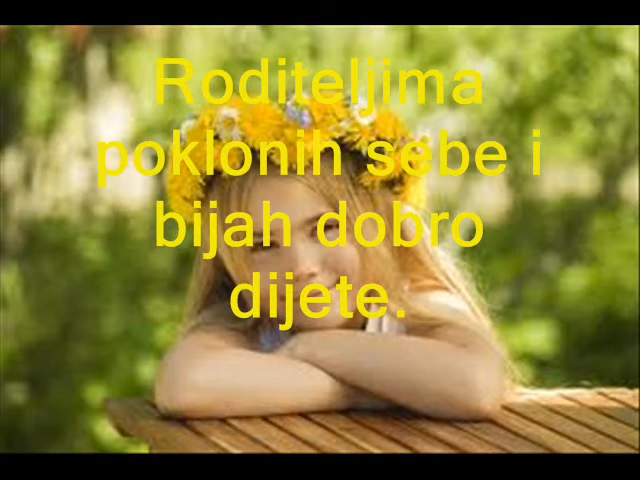 Roditeljima
poklonih sebe i
bijah dobro
dijete.